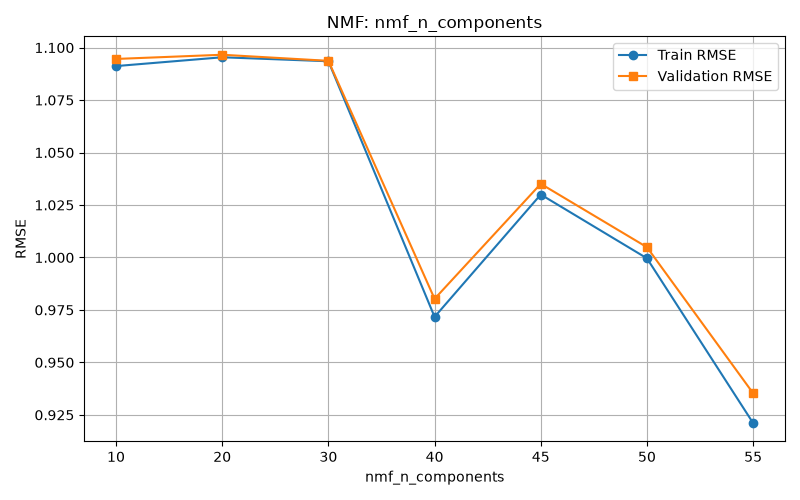 NMF: nmf_n_components
Train RMSE
Validation RMSE
RMSE
1.100
1.075
1.050
1.025
1.000
0.975
0.950
0.925
10 20 30 40 45 50 55
nmf_n_components